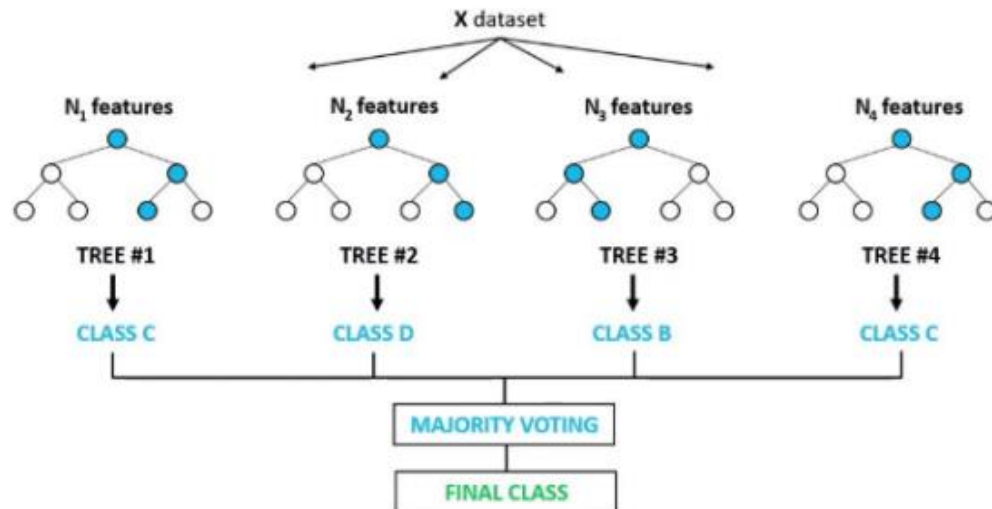 X dataset
N₁ features N₂ features N₃ features N₄ features
TREE #1 TREE #2 TREE #3 TREE #4
CLASS C CLASS D CLASS B CLASS C
MAJORITY VOTING
FINAL CLASS